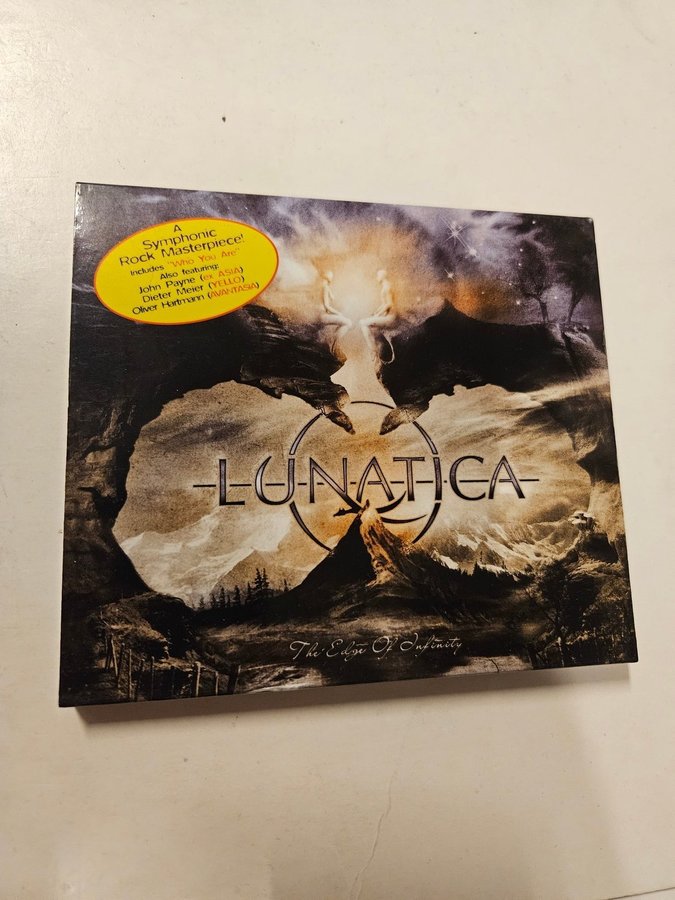 A
Symphonic
Rock Masterpiece!
Includes "Who You Are"
Also featuring:
John Payne (ex ASIA)
Dieter Meier (YELLO)
Oliver Hartmann (AVANTASIA)
LUNATICA
The Edge Of Infinity